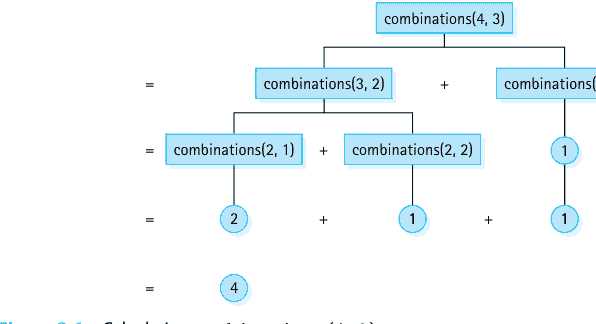 combinations(4, 3)
= combinations(3, 2) + combinations(
= combinations(2, 1) + combinations(2, 2) 1
= 2 + 1 + 1
= 4